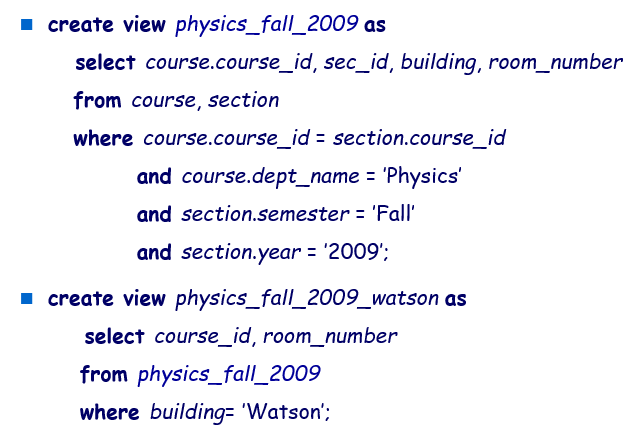 create view physics_fall_2009 as
select course.course_id, sec_id, building, room_number
from course, section
where course.course_id = section.course_id
and course.dept_name = ’Physics’
and section.semester = ’Fall’
and section.year = ’2009’;
create view physics_fall_2009_watson as
select course_id, room_number
from physics_fall_2009
where building= ’Watson’;